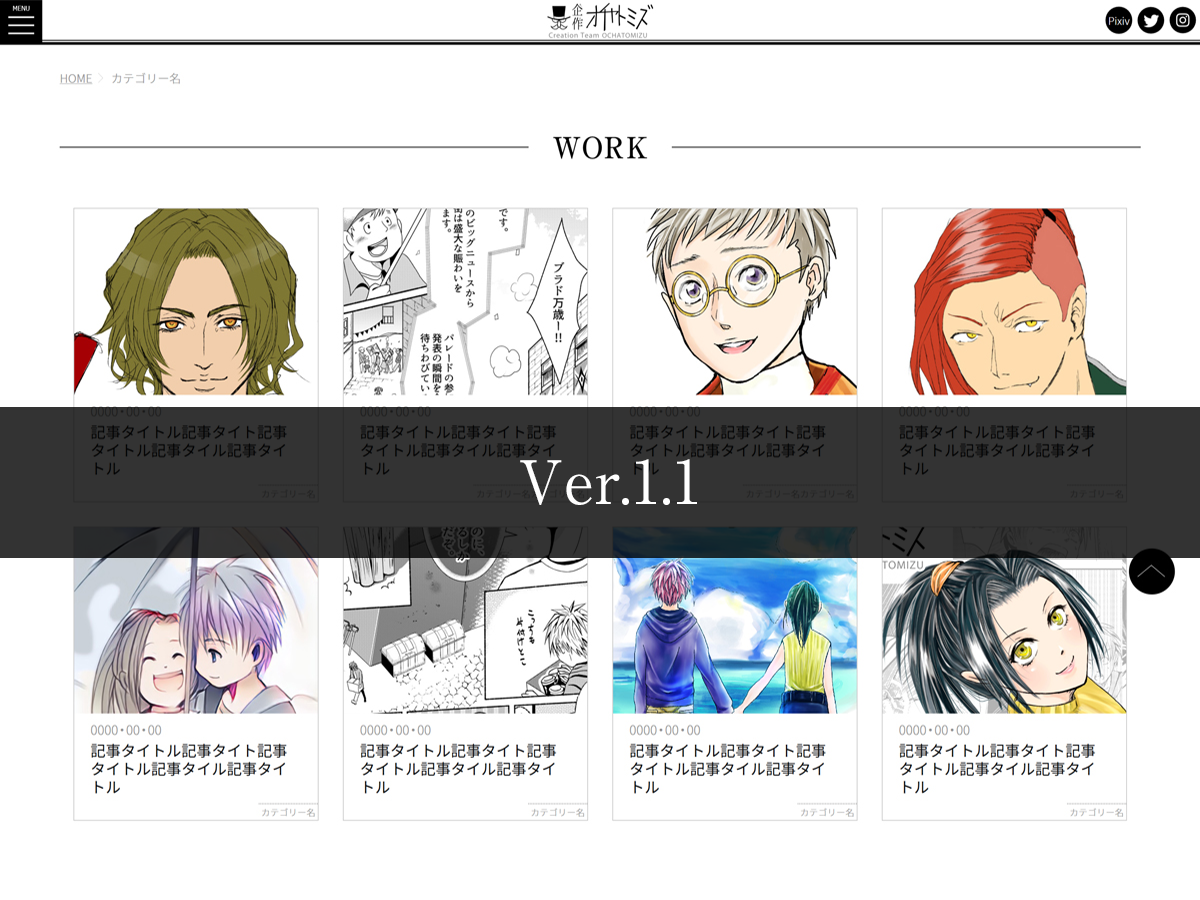 MENU
企作オチャトミズ
Creation Team OCHATOMIZU
Pixiv
HOME
カテゴリー名
WORK
です。
のビッグニュースから
街は盛大な賑わいを
ます。
ブラド万歳ー!!
パレードの参
発表の瞬間を
待ちわびてい
0000・00・00
記事タイトル記事タイト記事
タイトル記事タイル記事タイ
トル
カテゴリー名
0000・00・00
記事タイトル記事タイト記事
タイトル記事タイル記事タイ
トル
カテゴリー名
0000・00・00
記事タイトル記事タイト記事
タイトル記事タイル記事タイ
トル
カテゴリー名カテゴリー名
0000・00・00
記事タイトル記事タイト記事
タイトル記事タイル記事タイ
トル
カテゴリー名
Ver.1.1
こっちも
片付けとこ
トミズ
TOMIZU
0000・00・00
記事タイトル記事タイト記事
タイトル記事タイル記事タイ
トル
カテゴリー名
0000・00・00
記事タイトル記事タイト記事
タイトル記事タイル記事タイ
トル
カテゴリー名
0000・00・00
記事タイトル記事タイト記事
タイトル記事タイル記事タイ
トル
カテゴリー名
0000・00・00
記事タイトル記事タイト記事
タイトル記事タイル記事タイ
トル
カテゴリー名